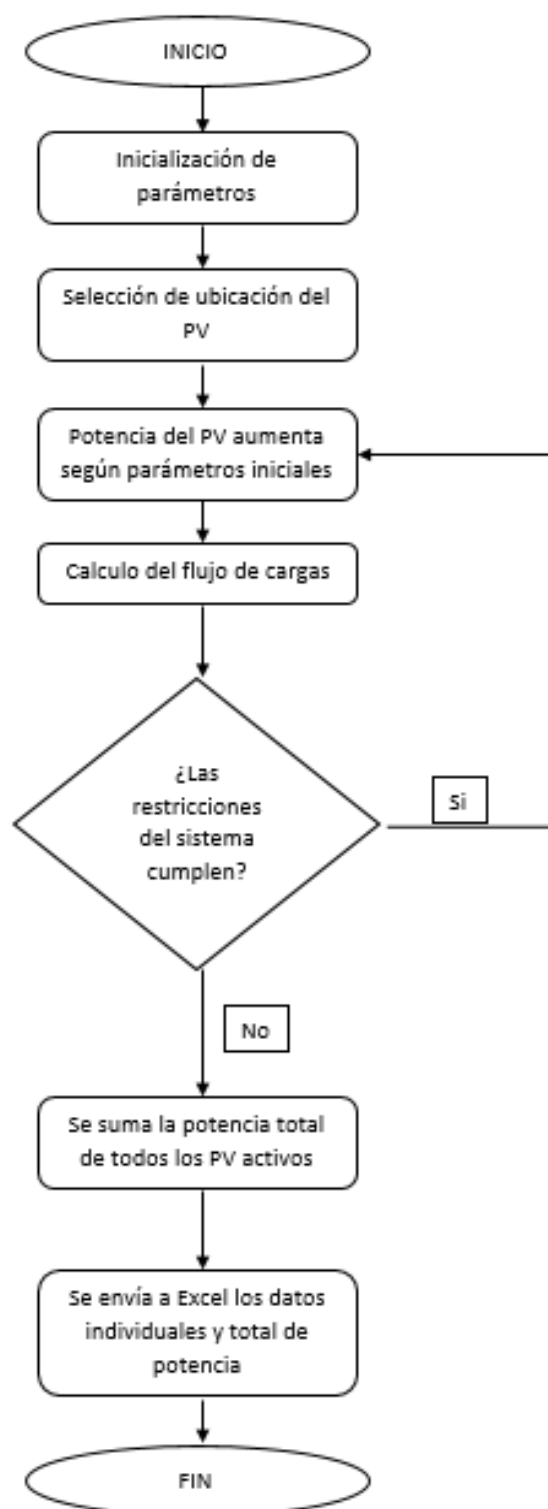 INICIO
Inicialización de
parámetros
Selección de ubicación del
PV
Potencia del PV aumenta
según parámetros iniciales
Calculo del flujo de cargas
¿Las
restricciones
del sistema
cumplen?
Si
No
Se suma la potencia total
de todos los PV activos
Se envía a Excel los datos
individuales y total de
potencia
FIN